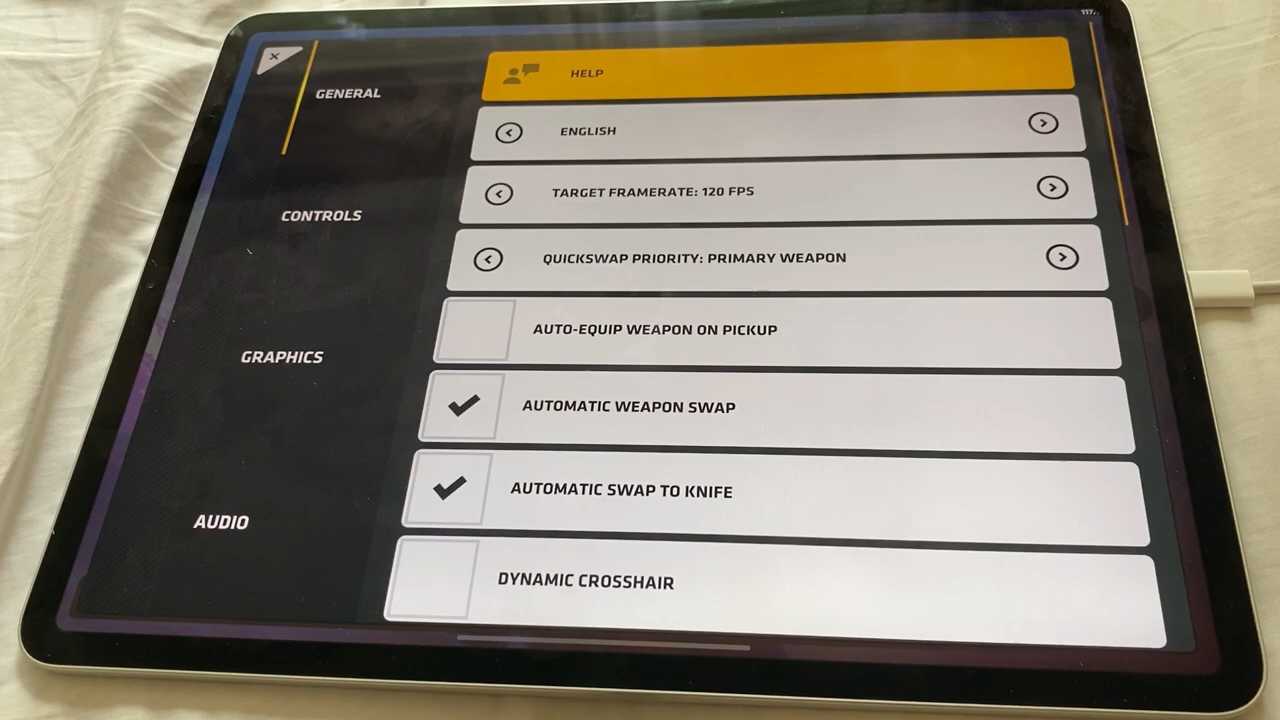 117.
GENERAL
CONTROLS
GRAPHICS
AUDIO
HELP
ENGLISH
TARGET FRAMERATE: 120 FPS
QUICKSWAP PRIORITY: PRIMARY WEAPON
AUTO-EQUIP WEAPON ON PICKUP
AUTOMATIC WEAPON SWAP
AUTOMATIC SWAP TO KNIFE
DYNAMIC CROSSHAIR